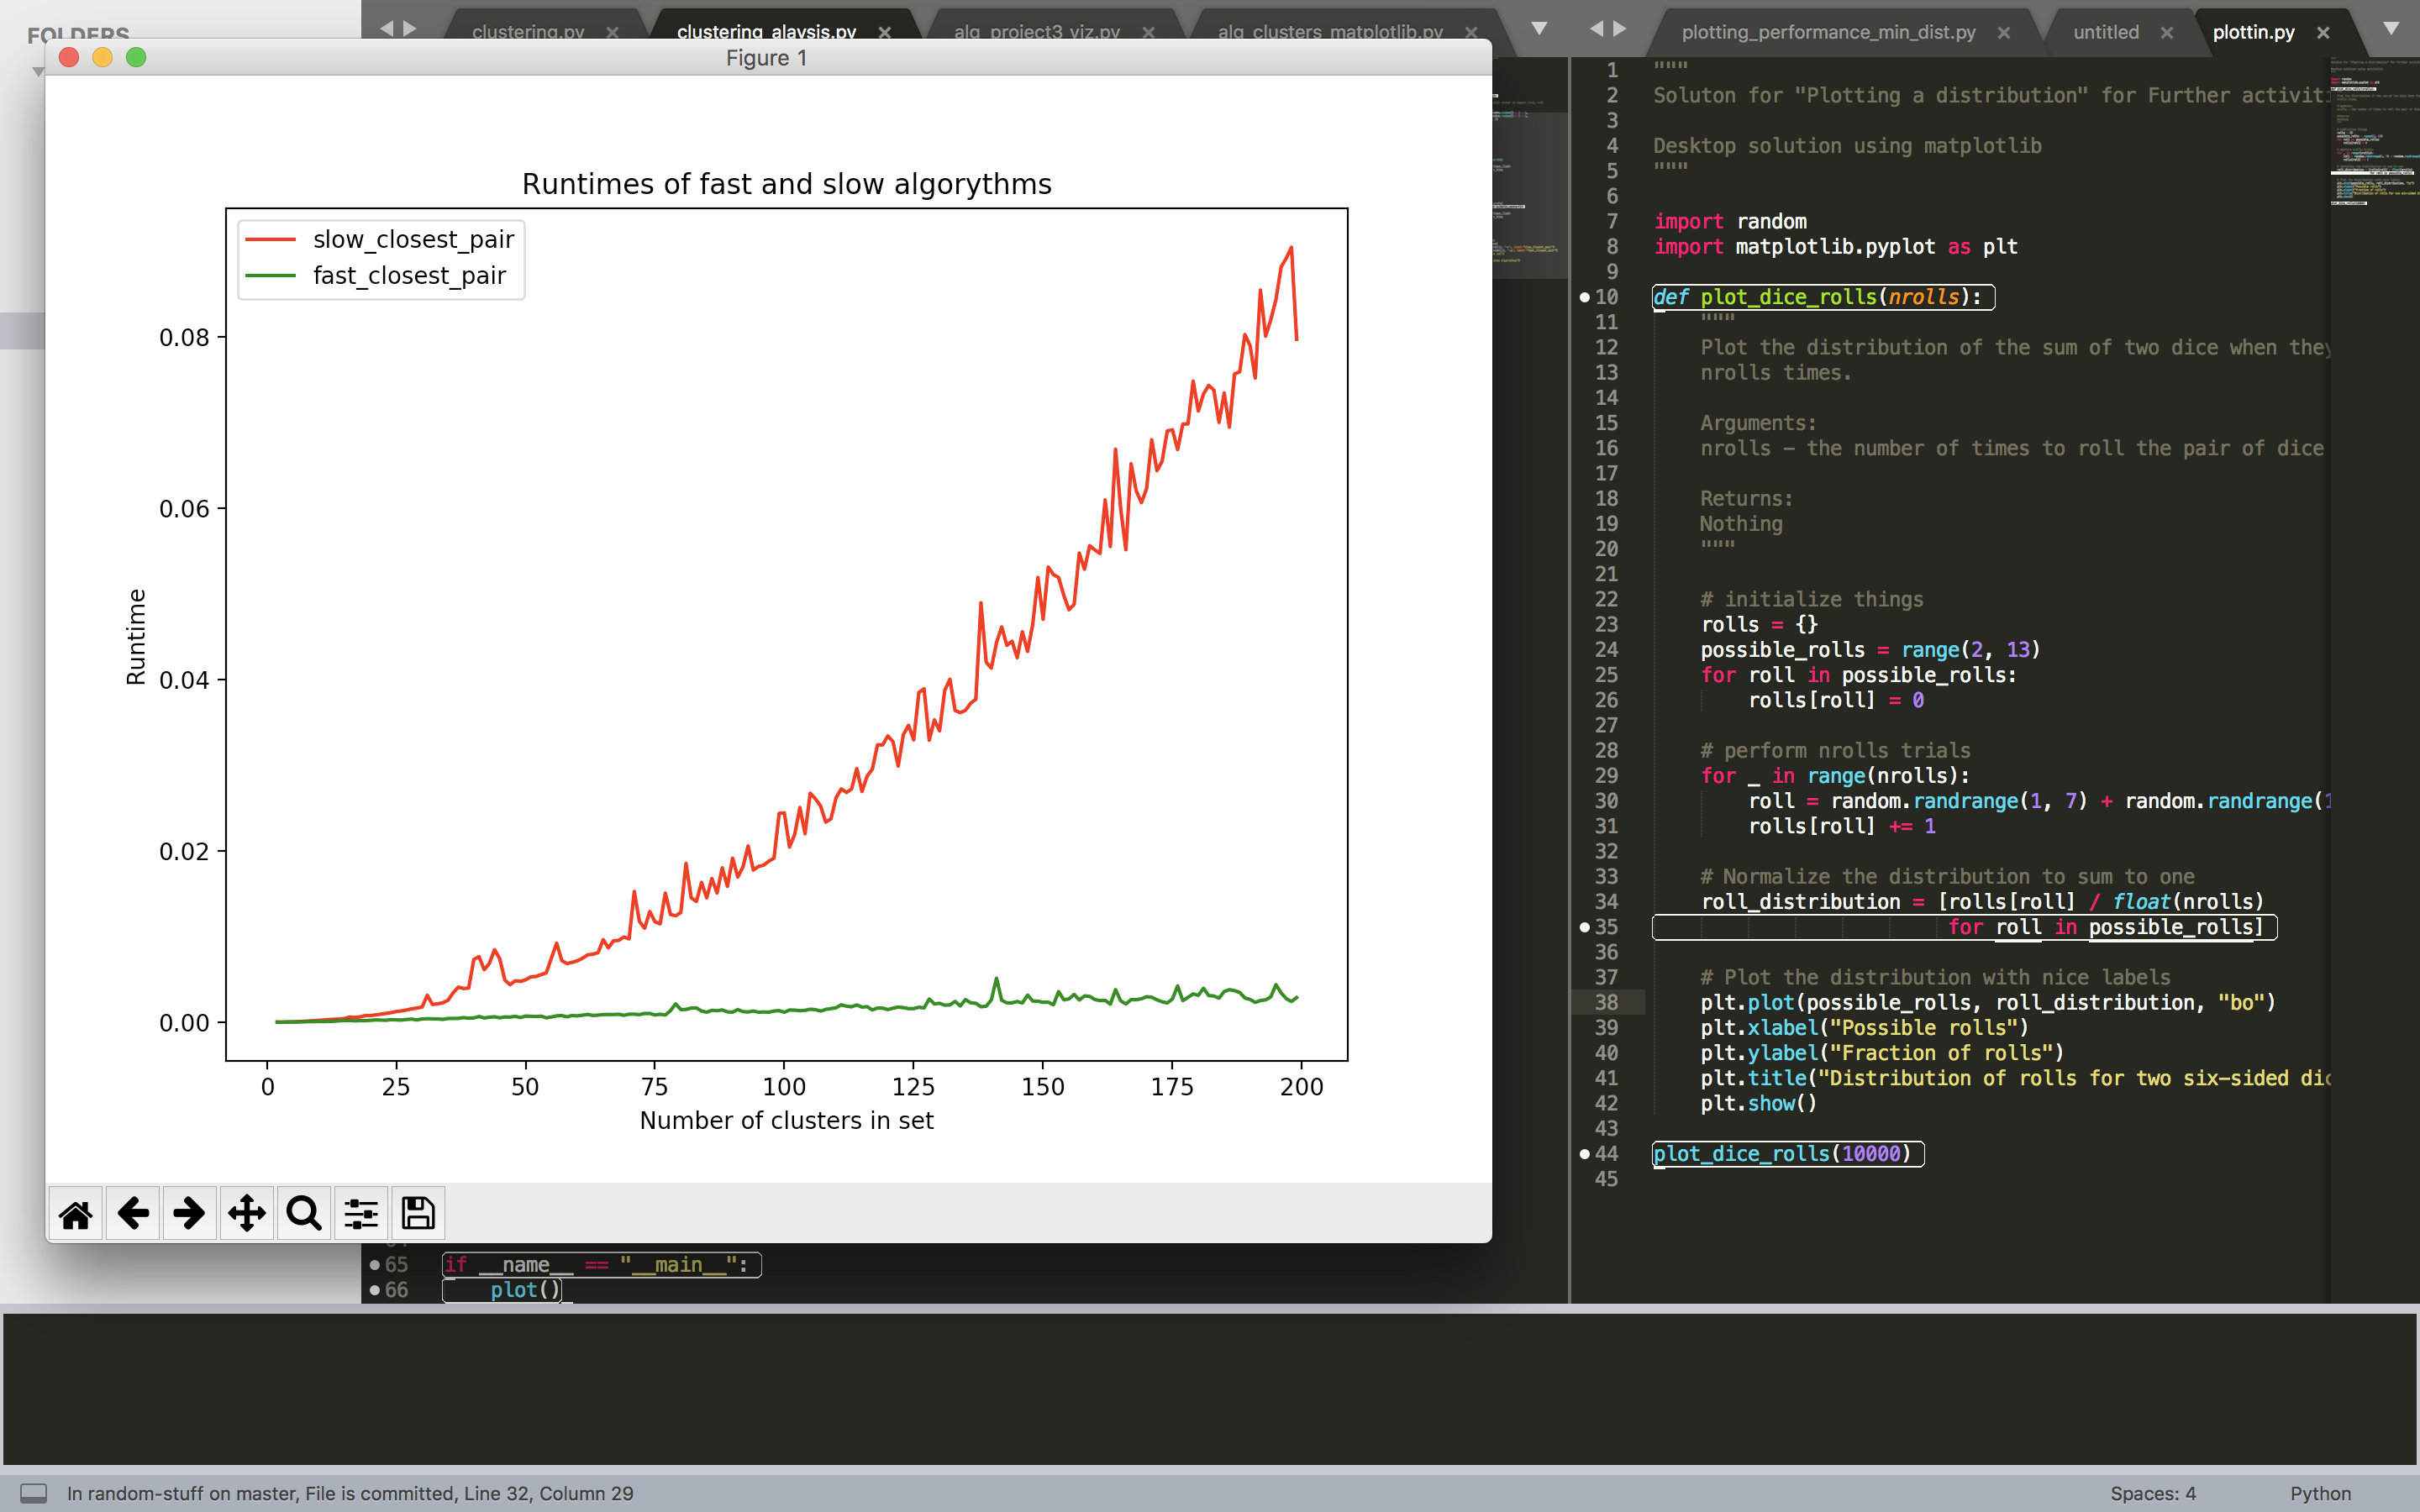 FOLDERS
clustering.py
clustering_alaysis.py
alg_project3_viz.py
alg_clusters_matplotlib.py
plotting_performance_min_dist.py
untitled
plottin.py
Figure 1
Runtimes of fast and slow algorythms
slow_closest_pair
fast_closest_pair
0.08
0.06
0.04
0.02
0.00
Runtime
0 25 50 75 100 125 150 175 200
Number of clusters in set
65 if __name__ == "__main__":
66 plot()
1 """
2 Soluton for "Plotting a distribution" for Further activiti
3
4 Desktop solution using matplotlib
5 """
6
7 import random
8 import matplotlib.pyplot as plt
9
10 def plot_dice_rolls(nrolls):
11 """
12 Plot the distribution of the sum of two dice when they
13 nrolls times.
14
15 Arguments:
16 nrolls - the number of times to roll the pair of dice
17
18 Returns:
19 Nothing
20 """
21
22 # initialize things
23 rolls = {}
24 possible_rolls = range(2, 13)
25 for roll in possible_rolls:
26 rolls[roll] = 0
27
28 # perform nrolls trials
29 for _ in range(nrolls):
30 roll = random.randrange(1, 7) + random.randrange(1
31 rolls[roll] += 1
32
33 # Normalize the distribution to sum to one
34 roll_distribution = [rolls[roll] / float(nrolls)
35 for roll in possible_rolls]
36
37 # Plot the distribution with nice labels
38 plt.plot(possible_rolls, roll_distribution, "bo")
39 plt.xlabel("Possible rolls")
40 plt.ylabel("Fraction of rolls")
41 plt.title("Distribution of rolls for two six-sided dic
42 plt.show()
43
44 plot_dice_rolls(10000)
45
In random-stuff on master, File is committed, Line 32, Column 29
Spaces: 4
Python